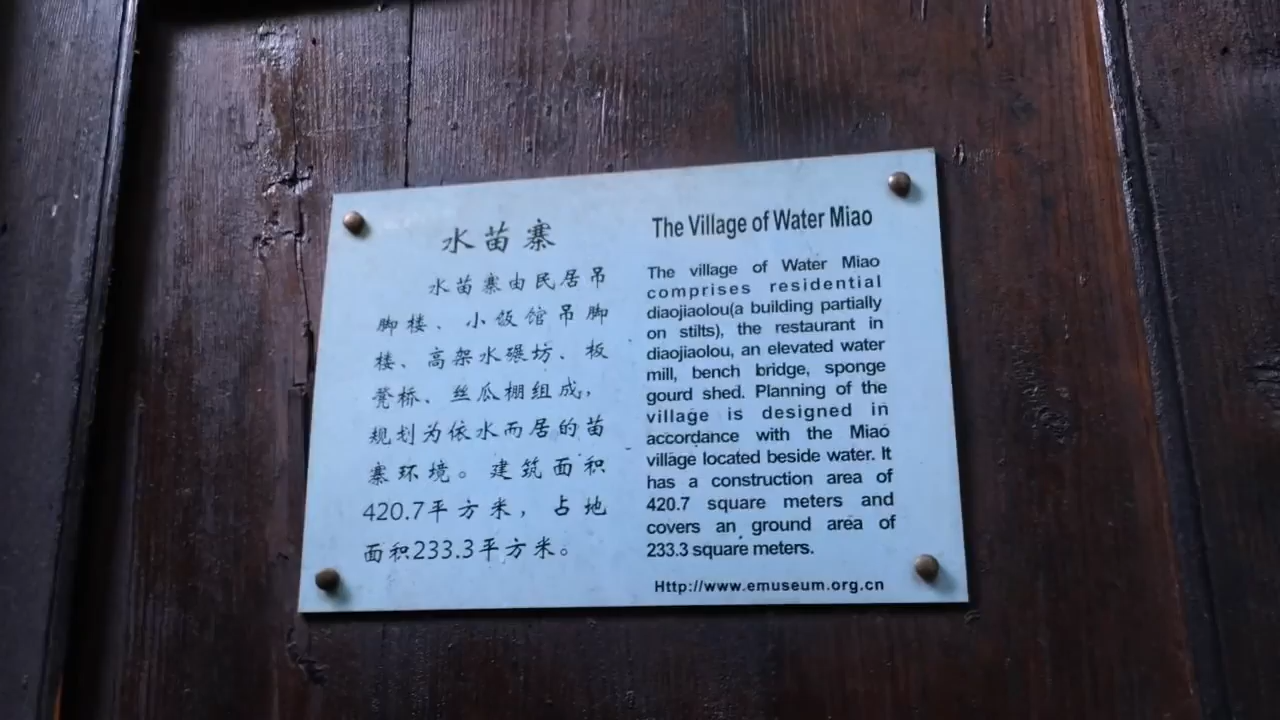 水苗寨
水苗寨由民居吊
脚楼、小饭馆吊脚
楼、高架水碾坊、板
凳桥、丝瓜棚组成，
规划为依水而居的苗
寨环境。建筑面积
420.7平方米，占地
面积233.3平方米。
The Village of Water Miao
The village of Water Miao
comprises residential
diaojiaolou(a building partially
on stilts), the restaurant in
diaojiaolou, an elevated water
mill, bench bridge, sponge
gourd shed. Planning of the
village is designed in
accordance with the Miao
village located beside water. It
has a construction area of
420.7 square meters and
covers an ground area of
233.3 square meters.
Http://www.emuseum.org.cn